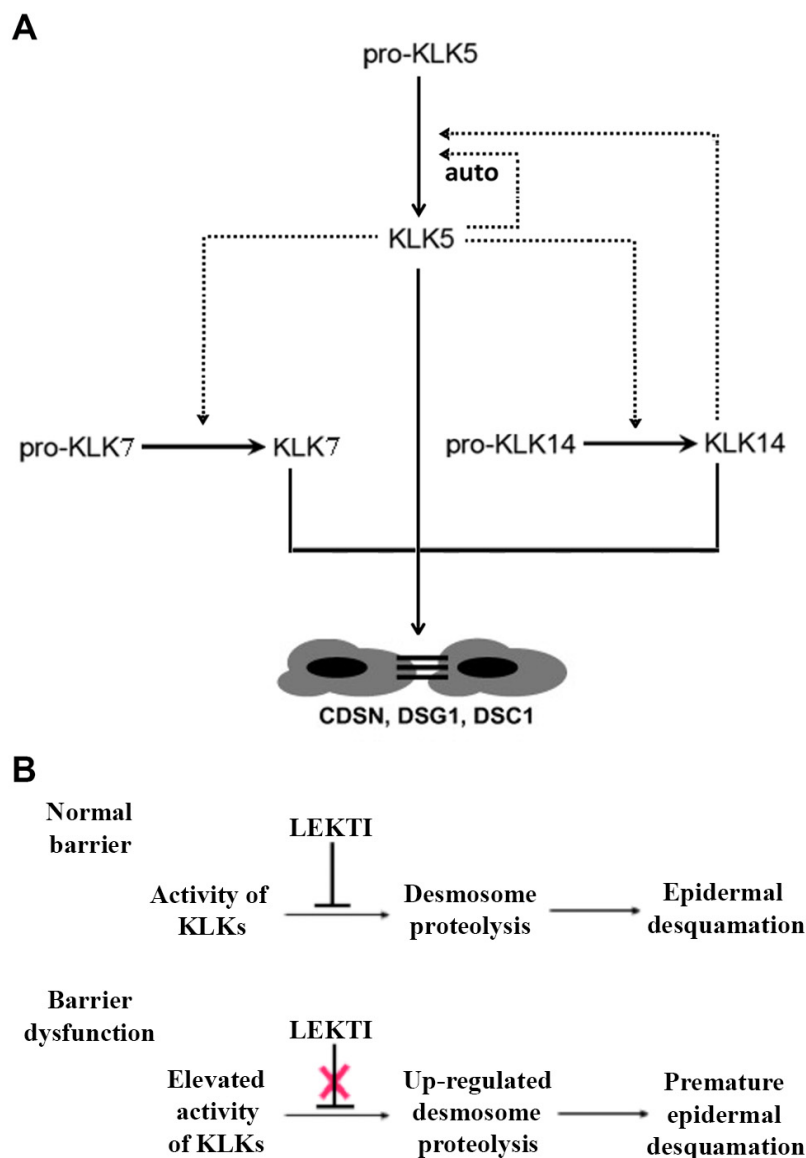 A
pro-KLK5
auto
KLK5
pro-KLK7
KLK7
pro-KLK14
KLK14
CDSN, DSG1, DSC1
B
Normal
barrier
LEKTI
Activity of
KLKs
Desmosome
proteolysis
Epidermal
desquamation
Barrier
dysfunction
LEKTI
Elevated
activity
of KLKs
Up-regulated
desmosome
proteolysis
Premature
epidermal
desquamation